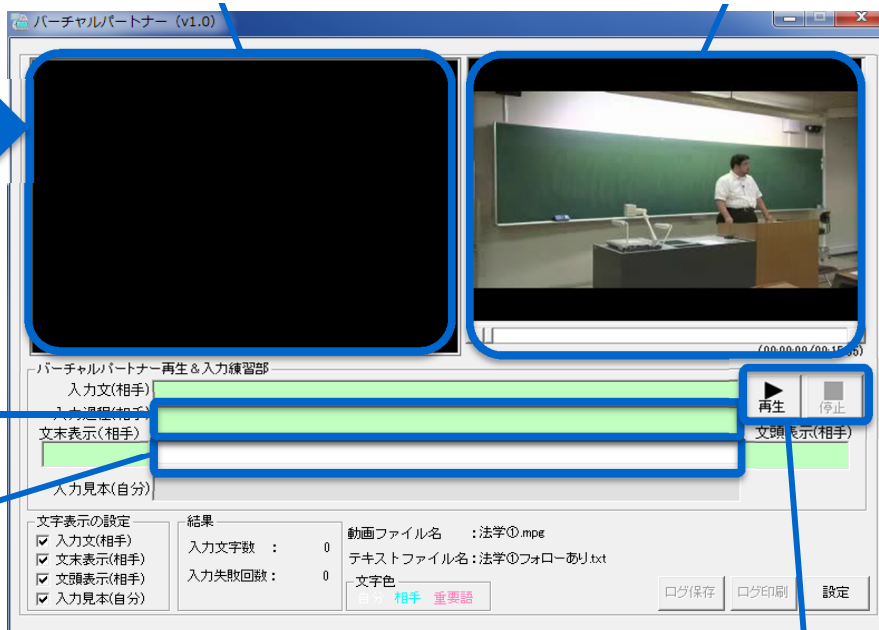 バーチャルパートナー (v1.0)
バーチャルパートナー再生＆入力練習部
入力文(相手)
入力過程(相手)
再生
停止
文末表示(相手)
文頭表示(相手)
入力見本(自分)
文字表示の設定
入力文(相手)
文末表示(相手)
文頭表示(相手)
入力見本(自分)
結果
入力文字数 : 0
入力失敗回数 : 0
動画ファイル名 :法学①.mpg
テキストファイル名:法学①フォローあり.txt
文字色
自分 相手 重要語
ログ保存
ログ印刷
設定